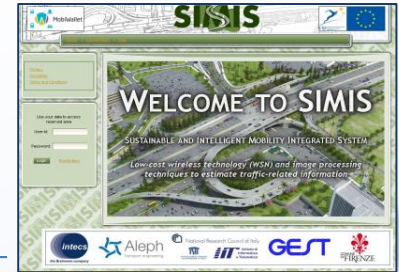 MobiWallet
SIMIS
Use your data to access
reserved area
User Id:
Password:
WELCOME TO SIMIS
SUSTAINABLE AND INTELLIGENT MOBILITY INTEGRATED SYSTEM
Low-cost wireless technology (WSN) and image processing
techniques to estimate traffic-related information
intecs
Aleph
National Research Council of Italy
GEST
FIRENZE